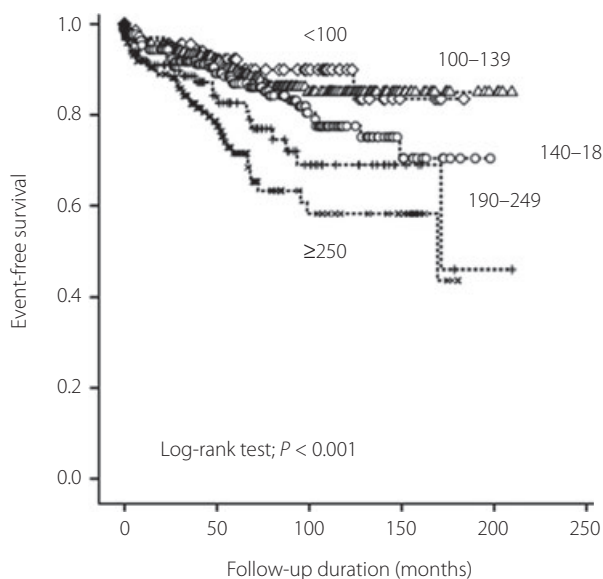 1.0
0.8
0.6
0.4
0.2
0.0
Event-free survival
<100
100–139
140–18
190–249
≥250
Log-rank test; P < 0.001
0 50 100 150 200 250
Follow-up duration (months)